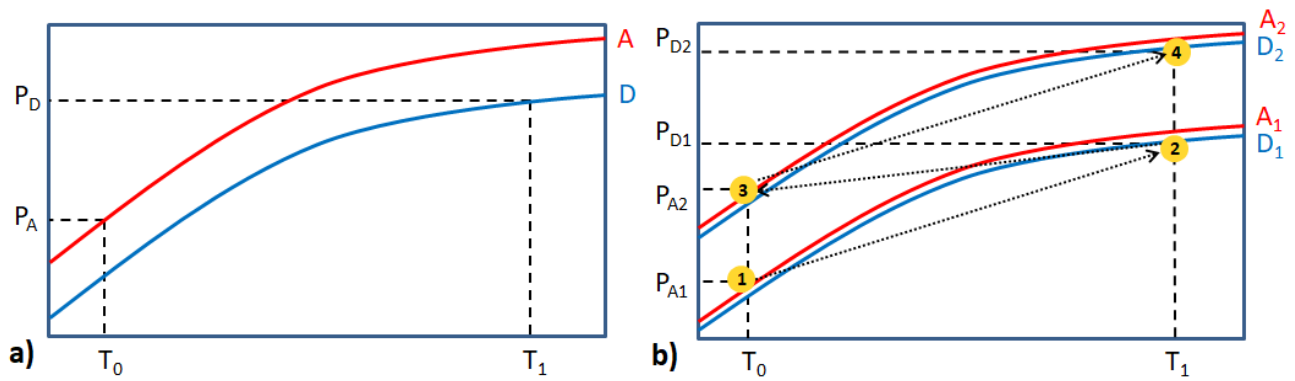 A
D
P_D
P_A
T_0
T_1
a)
A_2
D_2
A_1
D_1
P_D2
P_D1
P_A2
P_A1
4
2
3
1
T_0
T_1
b)